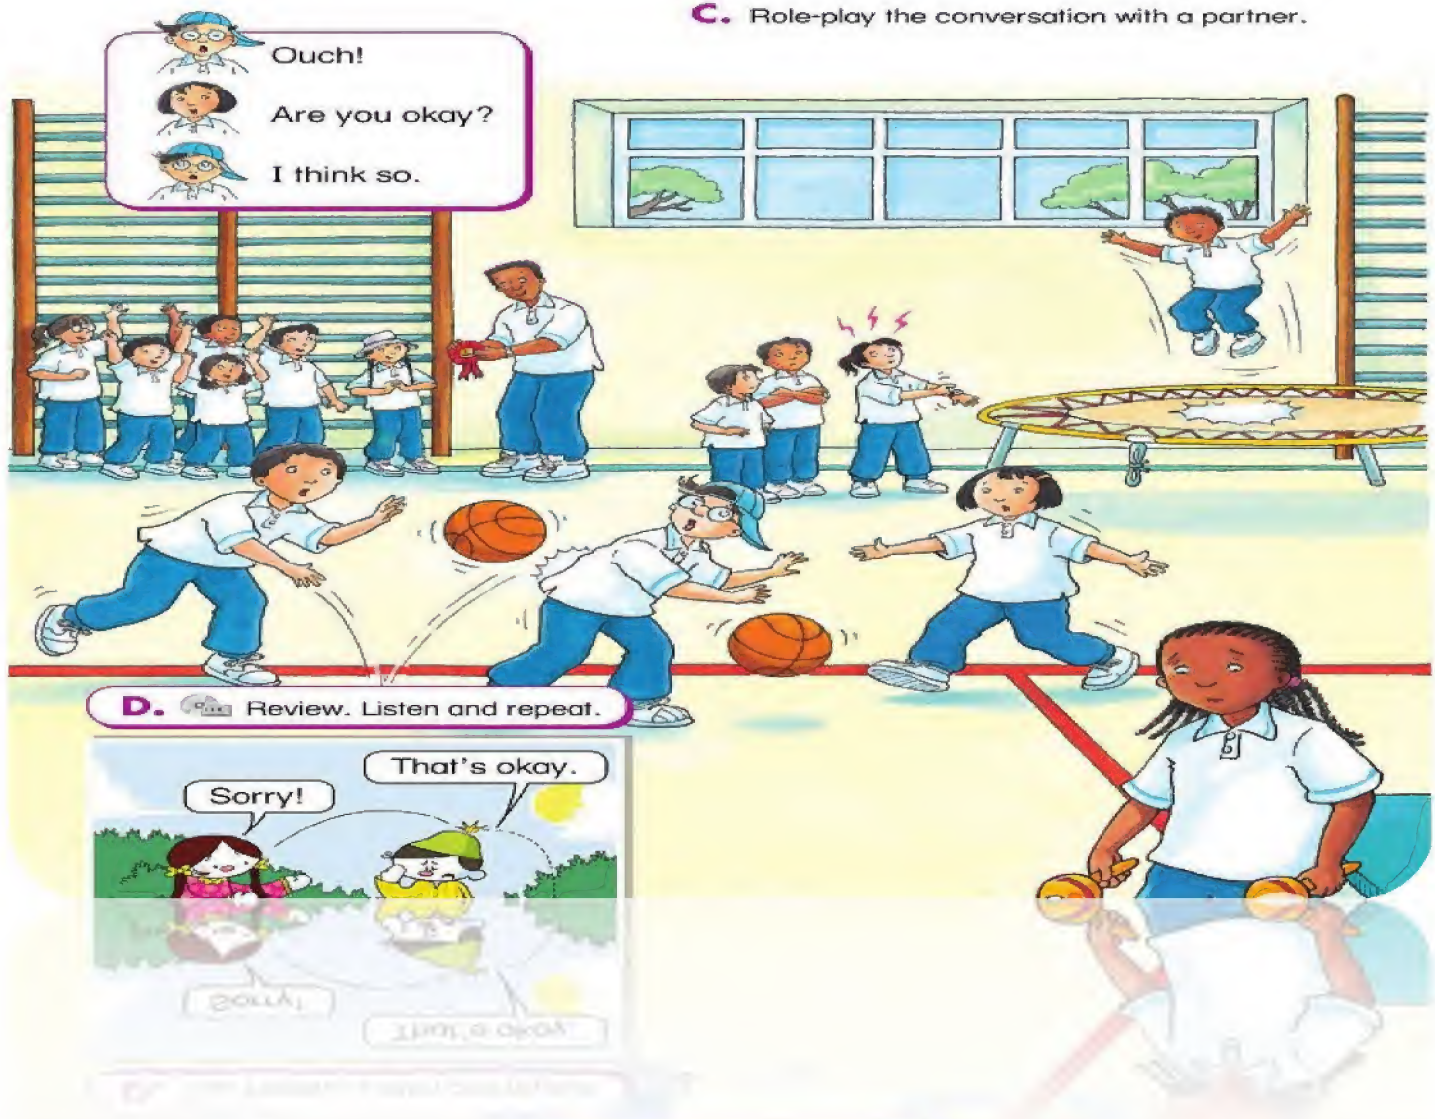 C. Role-play the conversation with a partner.
Ouch!
Are you okay?
I think so.
D. Review. Listen and repeat.
That's okay.
Sorry!